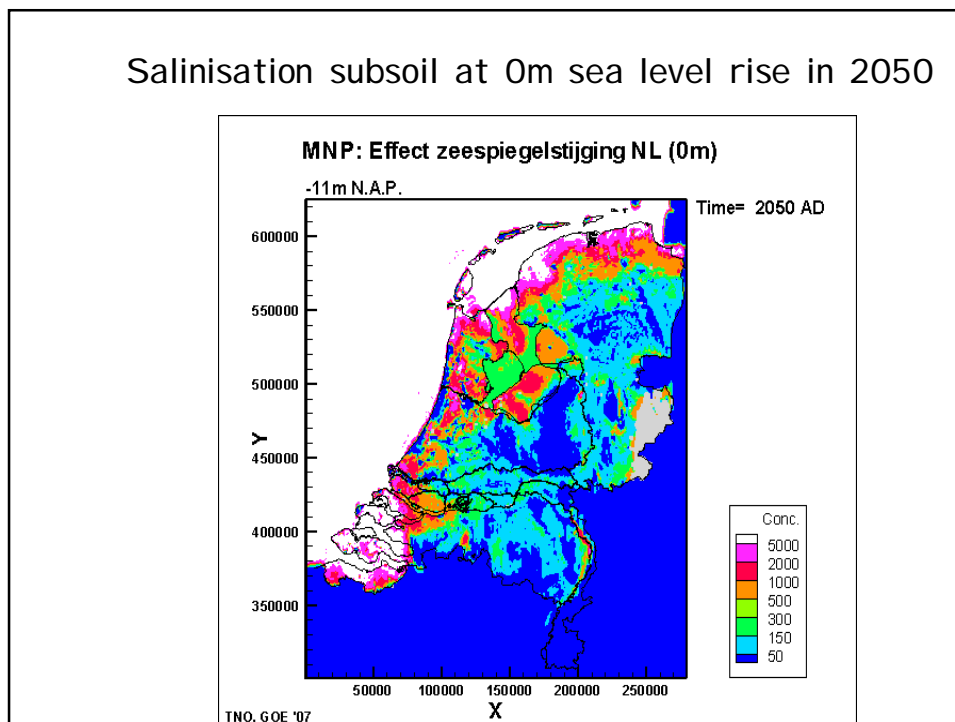 Salinisation subsoil at 0m sea level rise in 2050
MNP: Effect zeespiegelstijging NL (0m)
-11m N.A.P.
Time= 2050 AD
600000
550000
500000
450000
400000
350000
Y
50000 100000 150000 200000 250000
X
Conc.
5000
2000
1000
500
300
150
50
TNO, GOE '07